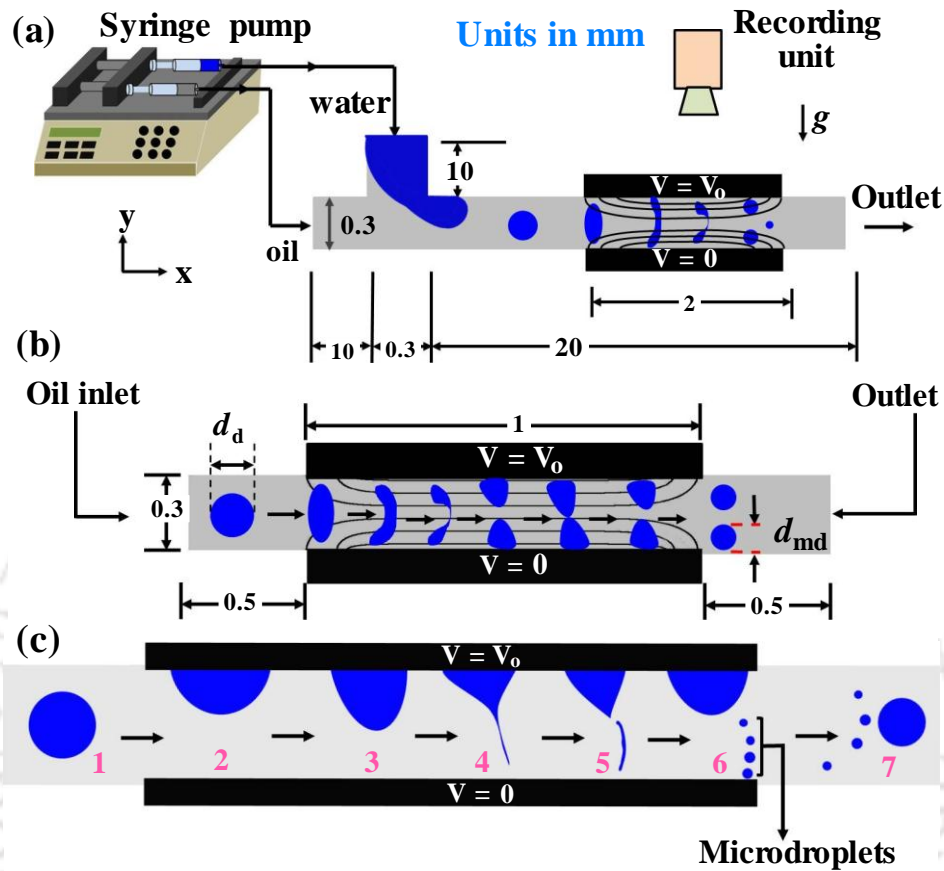 (a)
Syringe pump
Units in mm
Recording
unit
water
g
10
V = Vo
Outlet
0.3
oil
V = 0
y
x
2
10
0.3
20
(b)
Oil inlet
Outlet
dd
1
V = Vo
0.3
dmd
V = 0
0.5
0.5
(c)
V = Vo
1
2
3
4
5
6
7
V = 0
Microdroplets